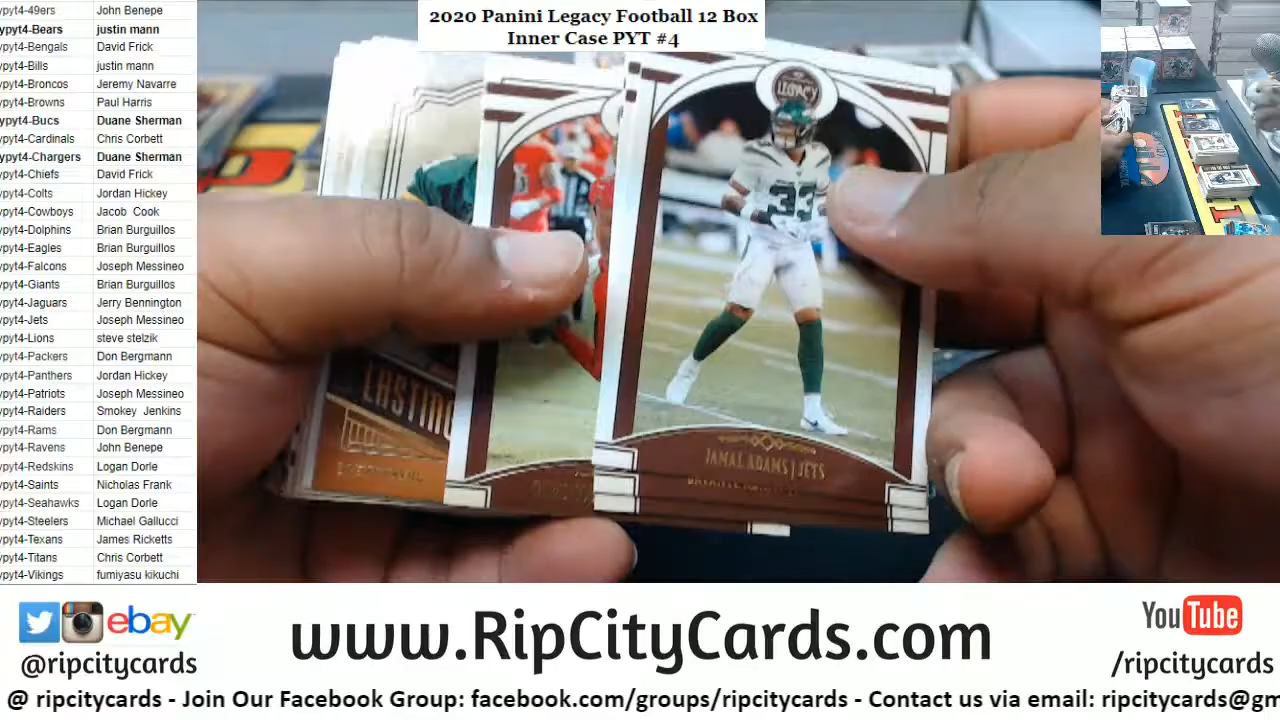 2020 Panini Legacy Football 12 Box
Inner Case PYT #4
ypyt4-49ers John Benepe
ypyt4-Bears justin mann
ypyt4-Bengals David Frick
ypyt4-Bills justin mann
ypyt4-Broncos Jeremy Navarre
ypyt4-Browns Paul Harris
ypyt4-Bucs Duane Sherman
ypyt4-Cardinals Chris Corbett
ypyt4-Chargers Duane Sherman
ypyt4-Chiefs David Frick
ypyt4-Colts Jordan Hickey
ypyt4-Cowboys Jacob Cook
ypyt4-Dolphins Brian Burguillos
ypyt4-Eagles Brian Burguillos
ypyt4-Falcons Joseph Messineo
ypyt4-Giants Brian Burguillos
ypyt4-Jaguars Jerry Bennington
ypyt4-Jets Joseph Messineo
ypyt4-Lions steve stelzik
ypyt4-Packers Don Bergmann
ypyt4-Panthers Jordan Hickey
ypyt4-Patriots Joseph Messineo
ypyt4-Raiders Smokey Jenkins
ypyt4-Rams Don Bergmann
ypyt4-Ravens John Benepe
ypyt4-Redskins Logan Dorle
ypyt4-Saints Nicholas Frank
ypyt4-Seahawks Logan Dorle
ypyt4-Steelers Michael Gallucci
ypyt4-Texans James Ricketts
ypyt4-Titans Chris Corbett
ypyt4-Vikings fumiyasu kikuchi
LEGACY
33
LASTING
JAMAL ADAMS | JETS
ebay
@ripcitycards
www.RipCityCards.com
YouTube
/ripcitycards
@ ripcitycards - Join Our Facebook Group: facebook.com/groups/ripcitycards - Contact us via email: ripcitycards@gm